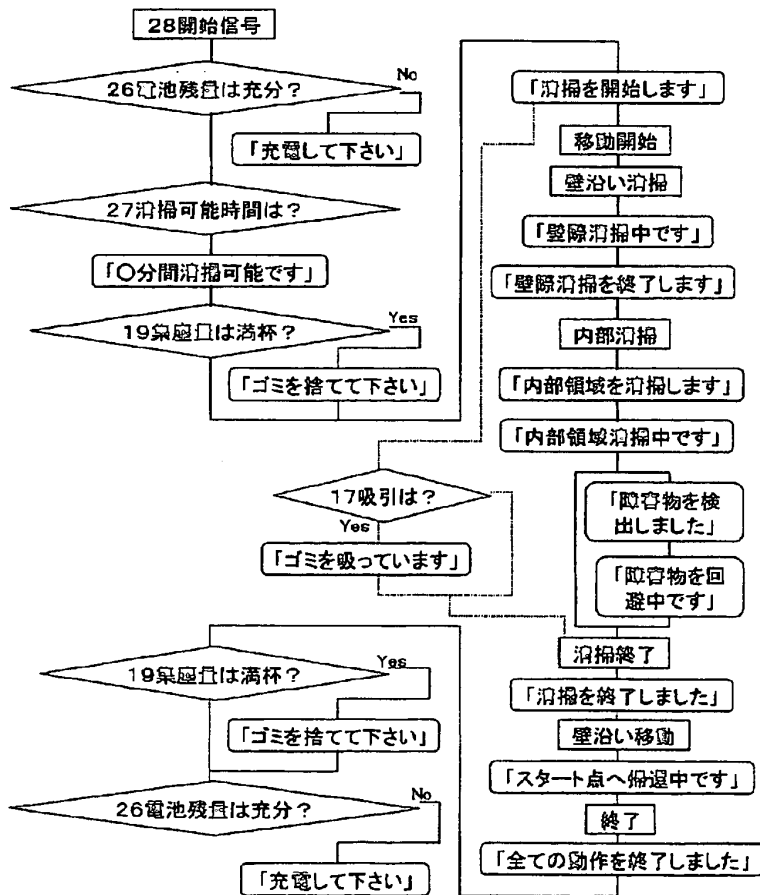 28開始信号
26電池残量は充分？
No
「充電して下さい」
27清掃可能時間は？
「〇分間清掃可能です」
19集塵量は満杯？
Yes
「ゴミを捨てて下さい」
「清掃を開始します」
移動開始
壁沿い清掃
「壁際清掃中です」
「壁際清掃を終了します」
内部清掃
「内部領域を清掃します」
「内部領域清掃中です」
17吸引は？
Yes
「ゴミを吸っています」
「障害物を検
出しました」
「障害物を回
避中です」
清掃終了
「清掃を終了しました」
壁沿い移動
「スタート点へ帰還中です」
終了
「全ての動作を終了しました」
19集塵量は満杯？
Yes
「ゴミを捨てて下さい」
26電池残量は充分？
No
「充電して下さい」